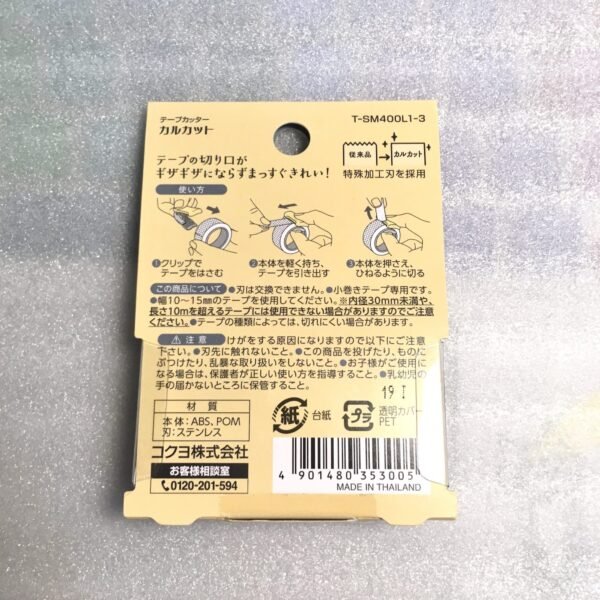 テープカッター
カルカット
T-SM400L1-3
テープの切り口が
ギザギザにならずまっすぐきれい!
従来品
カルカット
特殊加工刃を採用
使い方
①クリップで
テープをはさむ
②本体を軽く持ち、
テープを引き出す
③本体を押さえ、
ひねるように切る
この商品について ●刃は交換できません。●小巻きテープ専用です。
●幅10～15㎜のテープを使用してください。※内径30mm未満や、
長さ10mを超えるテープには使用できない場合がありますのでご注意
ください。●テープの種類によっては、切れにくい場合があります。
注意 けがをする原因になりますので以下にご注意
下さい。●刃先に触れないこと。●この商品を投げたり、ものに
ぶつけたり、乱暴な取り扱いをしないこと。●お子様がご使用に
なる場合は、保護者が正しい使い方を指導すること。●乳幼児の
手の届かないところに保管すること。
19 I
材質
本体:ABS、POM
刃:ステンレス
紙
台紙
プラ
透明カバー
PET
コクヨ株式会社
お客様相談室
0120-201-594
4 901480 353005
MADE IN THAILAND